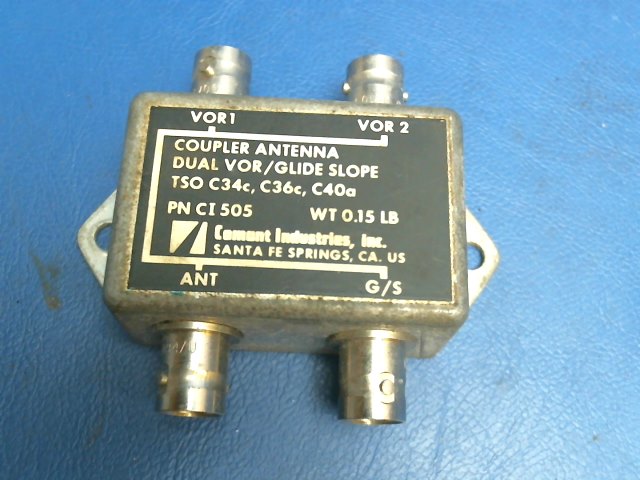 VOR1 VOR 2
COUPLER ANTENNA
DUAL VOR/GLIDE SLOPE
TSO C34c, C36c, C40a
PN CI 505 WT 0.15 LB
Comant Industries, Inc.
SANTA FE SPRINGS, CA. US
ANT G/S